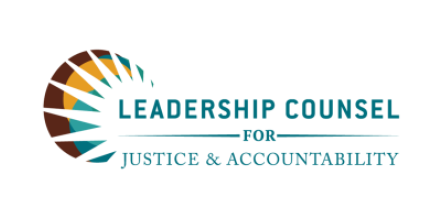 LEADERSHIP COUNSEL
FOR
JUSTICE & ACCOUNTABILITY